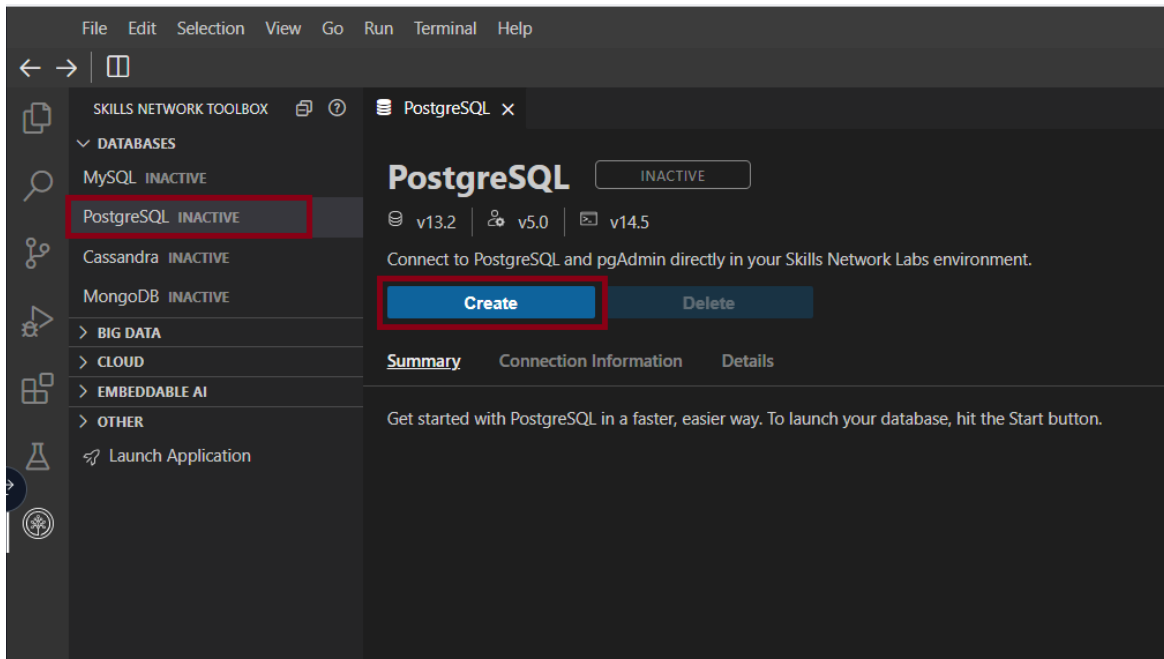 File Edit Selection View Go Run Terminal Help
SKILLS NETWORK TOOLBOX
DATABASES
MySQL INACTIVE
PostgreSQL INACTIVE
Cassandra INACTIVE
MongoDB INACTIVE
BIG DATA
CLOUD
EMBEDDABLE AI
OTHER
Launch Application
PostgreSQL
PostgreSQL INACTIVE
v13.2 v5.0 v14.5
Connect to PostgreSQL and pgAdmin directly in your Skills Network Labs environment.
Create Delete
Summary Connection Information Details
Get started with PostgreSQL in a faster, easier way. To launch your database, hit the Start button.